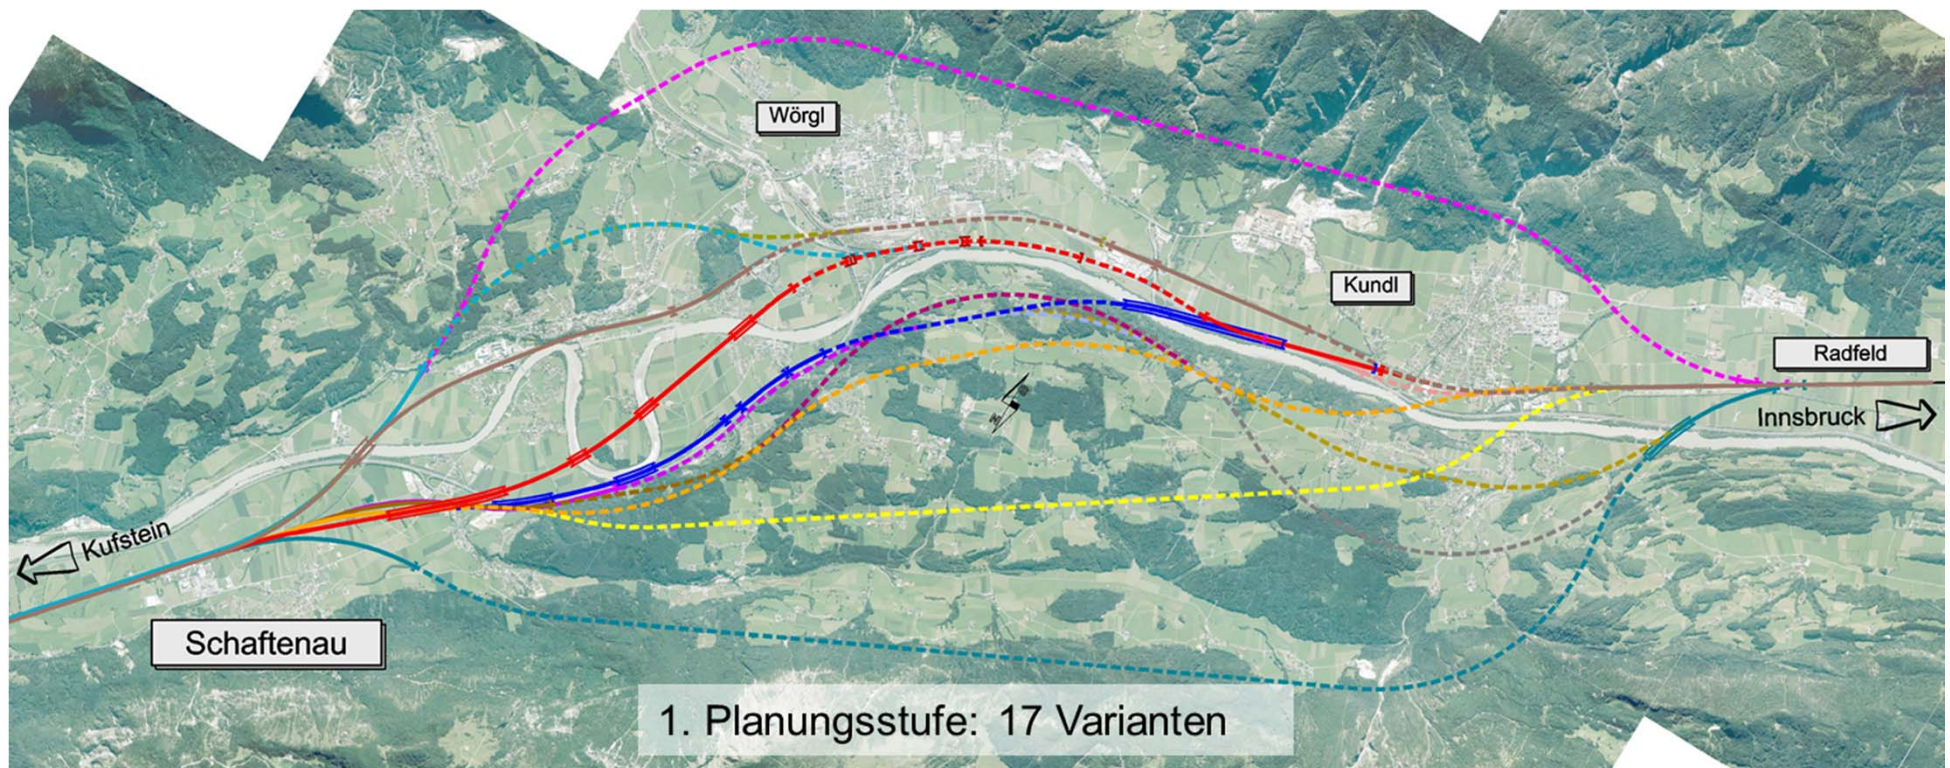 Wörgl
Kundl
Radfeld
Innsbruck
Kufstein
Schaftenau
1. Planungsstufe: 17 Varianten